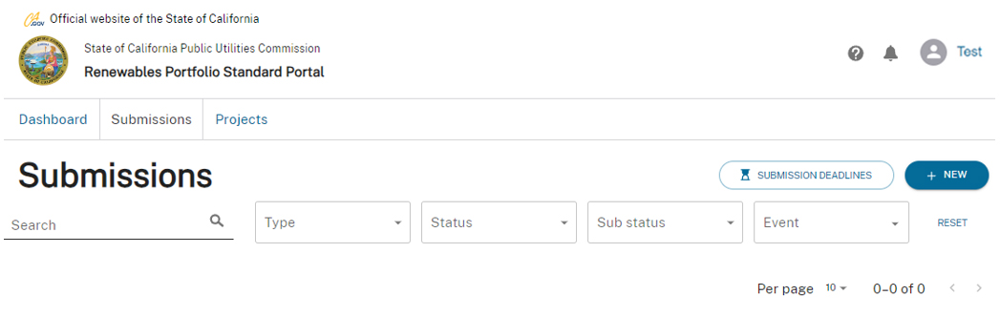 CA.GOV Official website of the State of California
State of California Public Utilities Commission
Renewables Portfolio Standard Portal
Test
Dashboard Submissions Projects
Submissions
SUBMISSION DEADLINES
+ NEW
Search
Type
Status
Sub status
Event
RESET
Per page 10 0–0 of 0